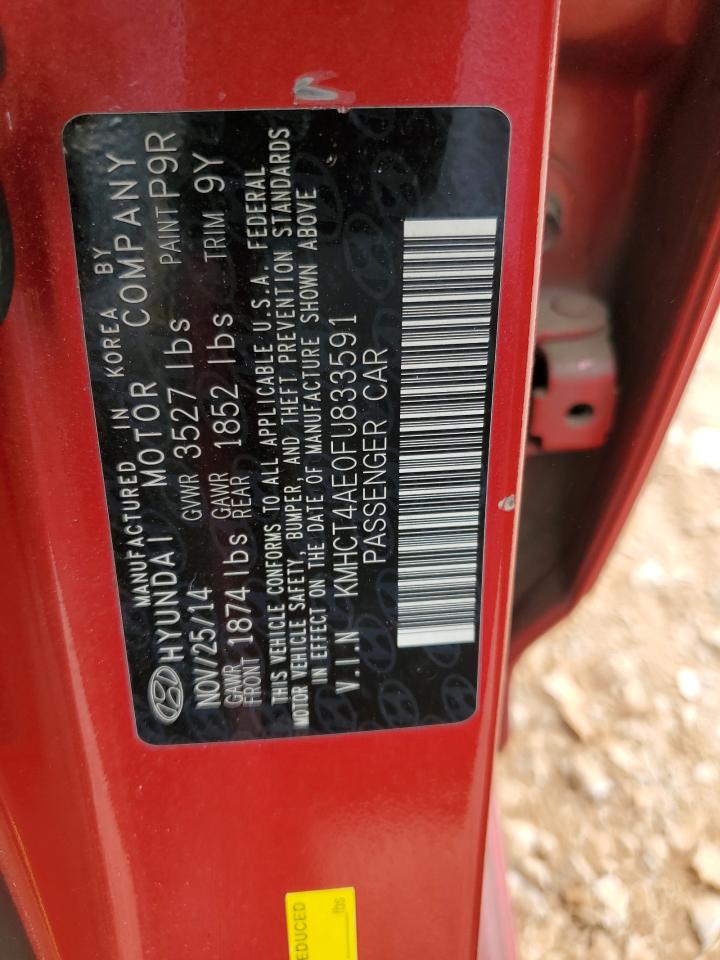 MANUFACTURED IN KOREA BY
HYUNDAI MOTOR COMPANY
NOV/25/14 GVWR 3527 lbs PAINT P9R
GAWR FRONT 1874 lbs GAWR REAR 1852 lbs TRIM 9Y
THIS VEHICLE CONFORMS TO ALL APPLICABLE U.S.A. FEDERAL
MOTOR VEHICLE SAFETY, BUMPER, AND THEFT PREVENTION STANDARDS
IN EFFECT ON THE DATE OF MANUFACTURE SHOWN ABOVE
V.I.N KMHCT4AE0FU833591
PASSENGER CAR
EDUCED
lbs